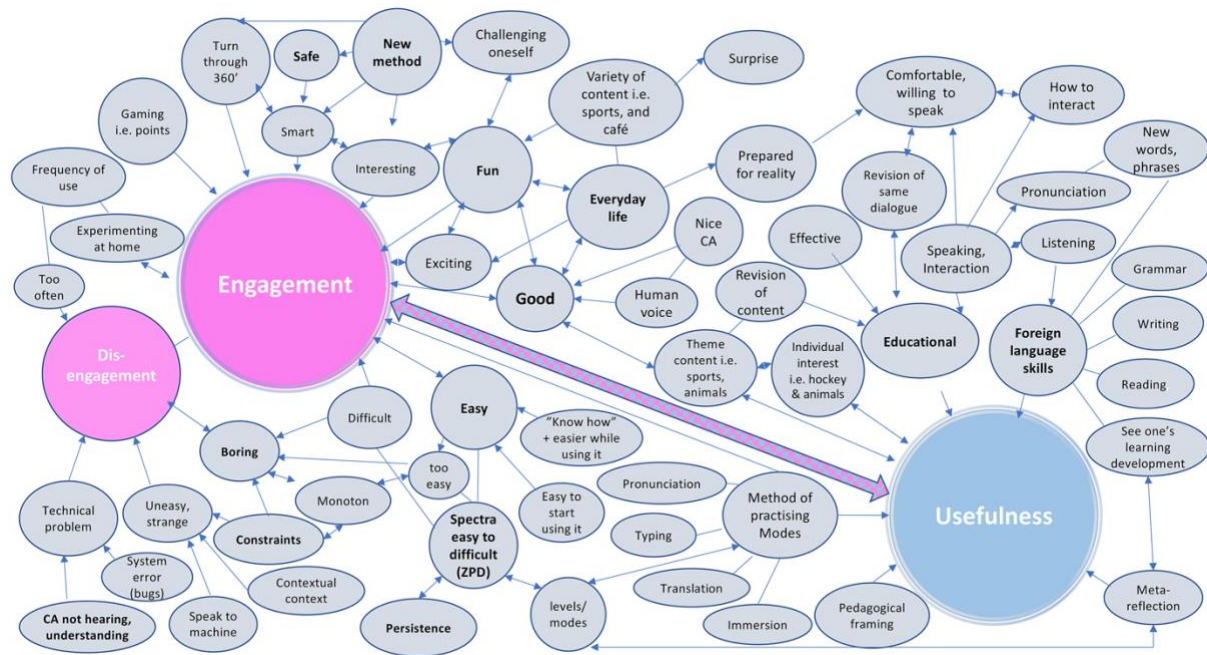 Turn
through
360’
Safe
New
method
Challenging
oneself
Surprise
Variety of
content i.e.
sports, and
café
Comfortable,
willing to
speak
How to
interact
Gaming
i.e. points
Smart
Interesting
Fun
Prepared
for reality
New
words,
phrases
Frequency of
use
Everyday
life
Revision of
same
dialogue
Pronunciation
Experimenting
at home
Exciting
Nice
CA
Effective
Speaking,
Interaction
Listening
Too
often
Engagement
Good
Human
voice
Revision
of
content
Grammar
Dis-
engagement
Theme
content i.e.
sports,
animals
Individual
interest
i.e. hockey
& animals
Educational
Foreign
language
skills
Writing
Reading
Difficult
Easy
“Know how”
+ easier while
using it
See one’s
learning
development
Boring
too
easy
Monoton
Easy to
start
using it
Pronunciation
Method of
practising
Modes
Usefulness
Technical
problem
Uneasy,
strange
Constraints
Spectra
easy to
difficult
(ZPD)
Typing
System
error
(bugs)
Contextual
context
Translation
Meta-
reflection
CA not hearing,
understanding
Speak to
machine
Persistence
levels/
modes
Immersion
Pedagogical
framing